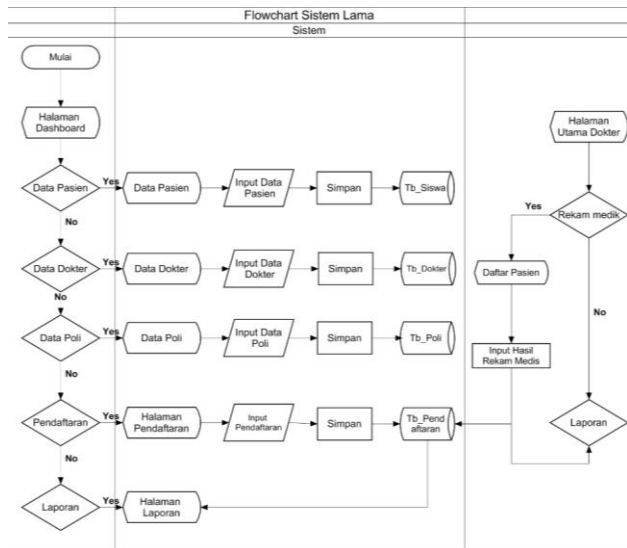 Flowchart Sistem Lama
Sistem
Mulai
Halaman
Dashboard
Halaman
Utama Dokter
Data Pasien
Yes
Data Pasien
Input Data
Pasien
Simpan
Tb_Siswa
Yes
Rekam medik
No
Data Dokter
Yes
Data Dokter
Input Data
Dokter
Simpan
Tb_Dokter
Daftar Pasien
No
No
Data Poli
Yes
Data Poli
Input Data
Poli
Simpan
Tb_Poli
Input Hasil
Rekam Medis
No
Pendaftaran
Yes
Halaman
Pendaftaran
Input
Pendaftaran
Simpan
Tb_Pend
aftaran
Laporan
No
Laporan
Yes
Halaman
Laporan